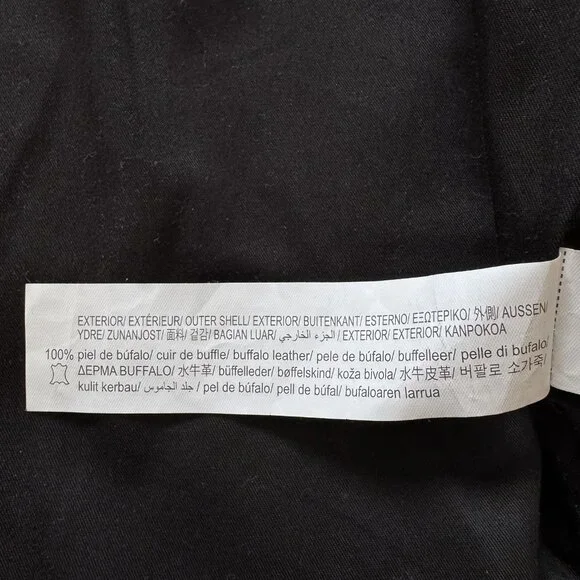 EXTERIOR/ EXTÉRIEUR/ OUTER SHELL/ EXTERIOR/ BUITENKANT/ ESTERNO/ ΕΞΩΤΕΡΙΚΟ/ 外側/ AUSSEN/
YDRE/ ZUNANJOST/ 面料/ 겉감/ BAGIAN LUAR/ الجزء الخارجي/ EXTERIOR/ EXTERIOR/ KANPOKOA
100% piel de búfalo/ cuir de buffle/ buffalo leather/ pele de búfalo/ buffelleer/ pelle di bufalo/
ΔΕΡΜΑ BUFFALO/ 水牛革/ büffelleder/ bøffelskind/ koža bivola/ 水牛皮革/ 버팔로 소가죽/
kulit kerbau/ جلد الجاموس/ pel de búfalo/ pell de búfal/ bufaloaren larrua